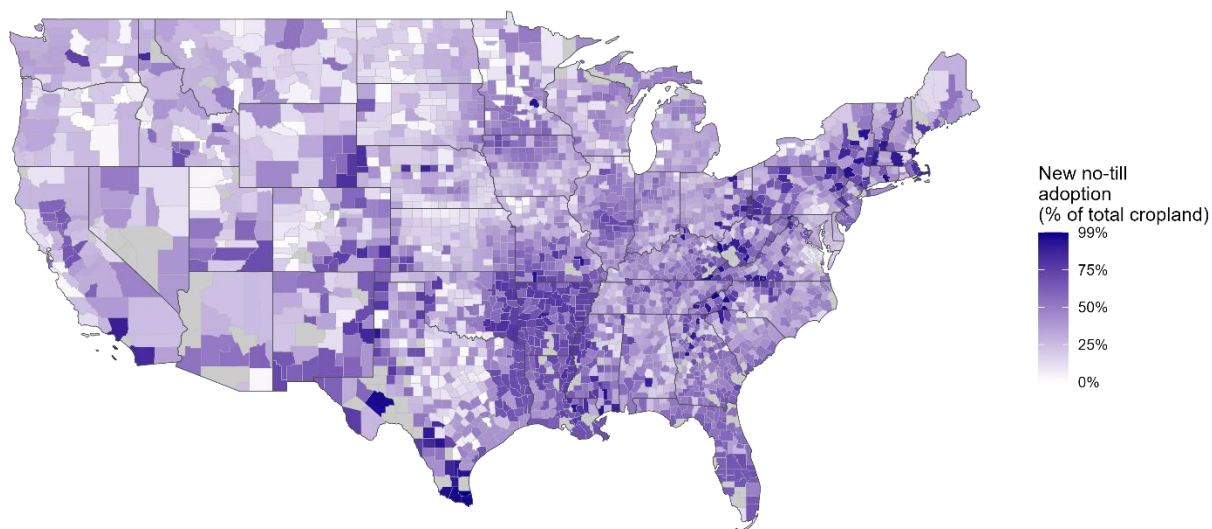 New no-till
adoption
(% of total cropland)
99%
75%
50%
25%
0%